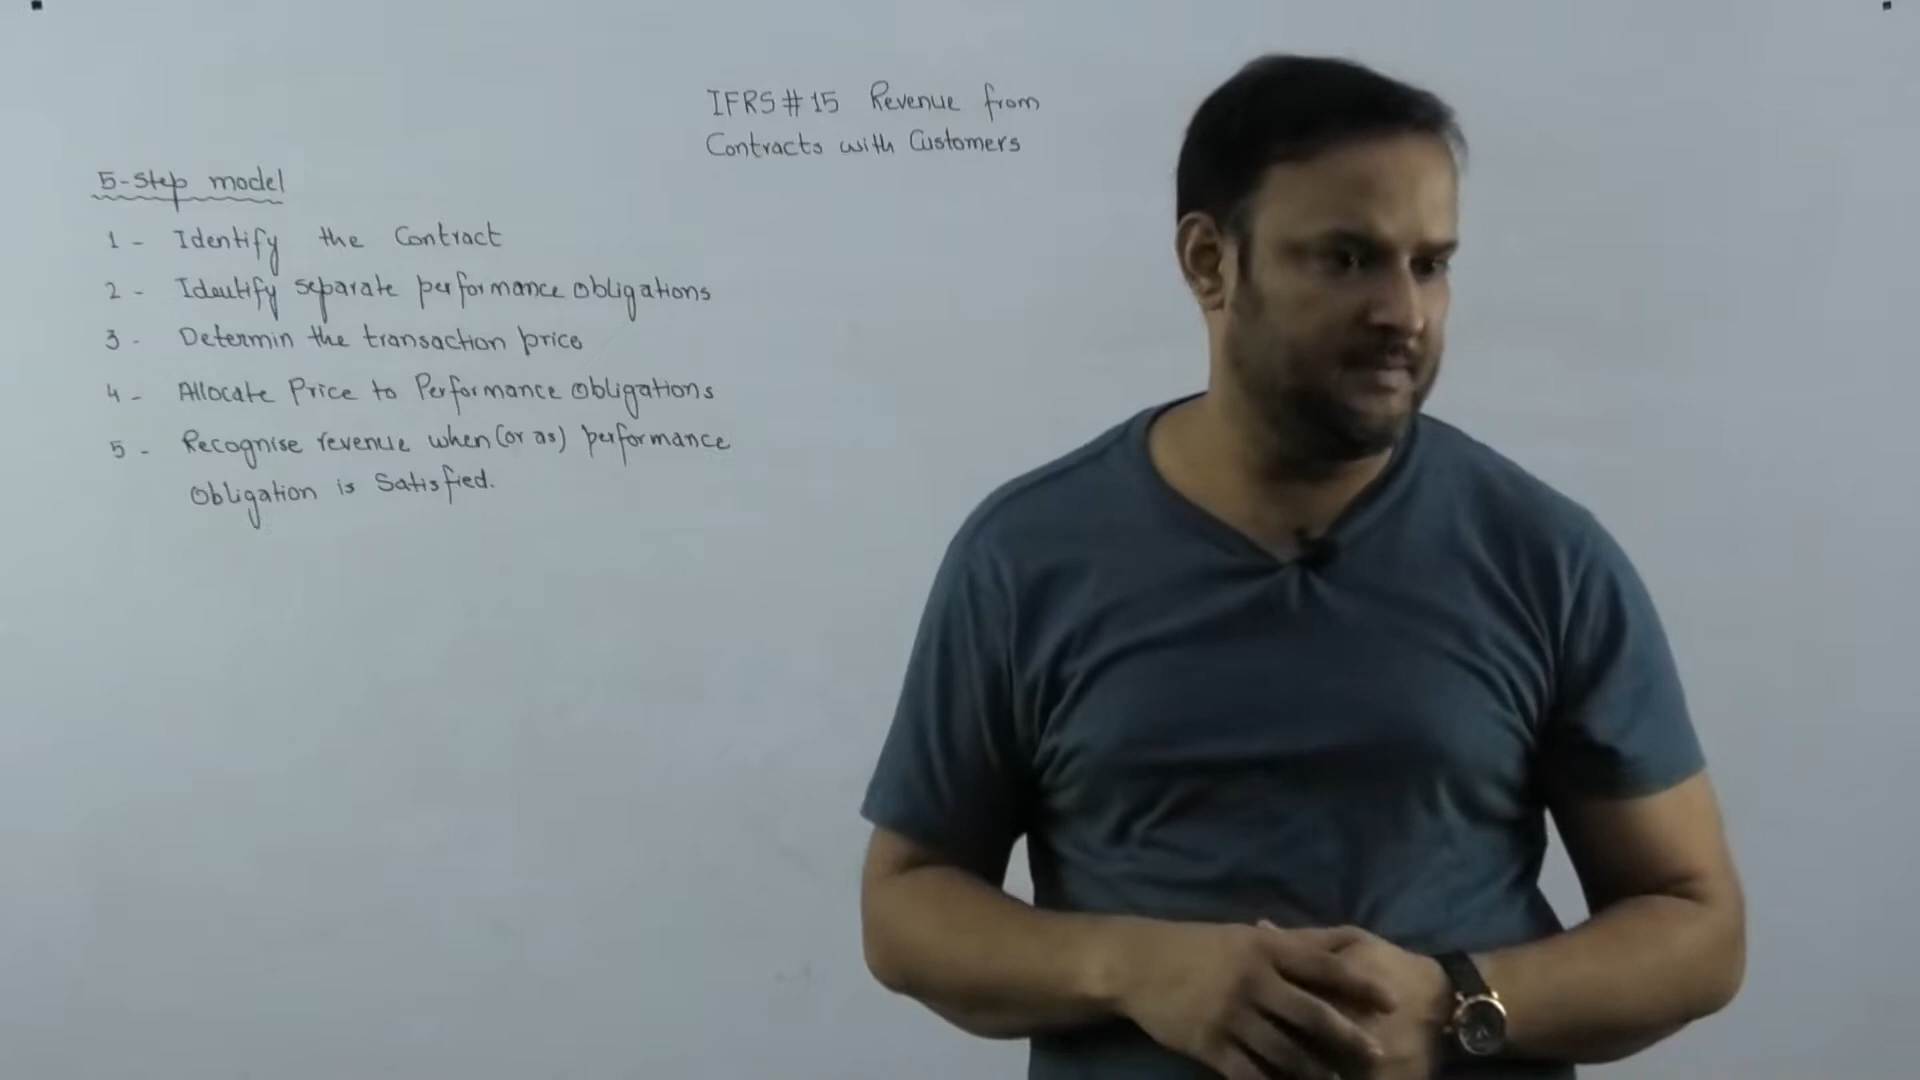 IFRS # 15 Revenue from
Contracts with Customers
5-Step model
1 - Identify the Contract
2 - Identify separate performance obligations
3 - Determin the transaction price
4 - Allocate Price to Performance obligations
5 - Recognise revenue when (or as) performance
obligation is Satisfied.